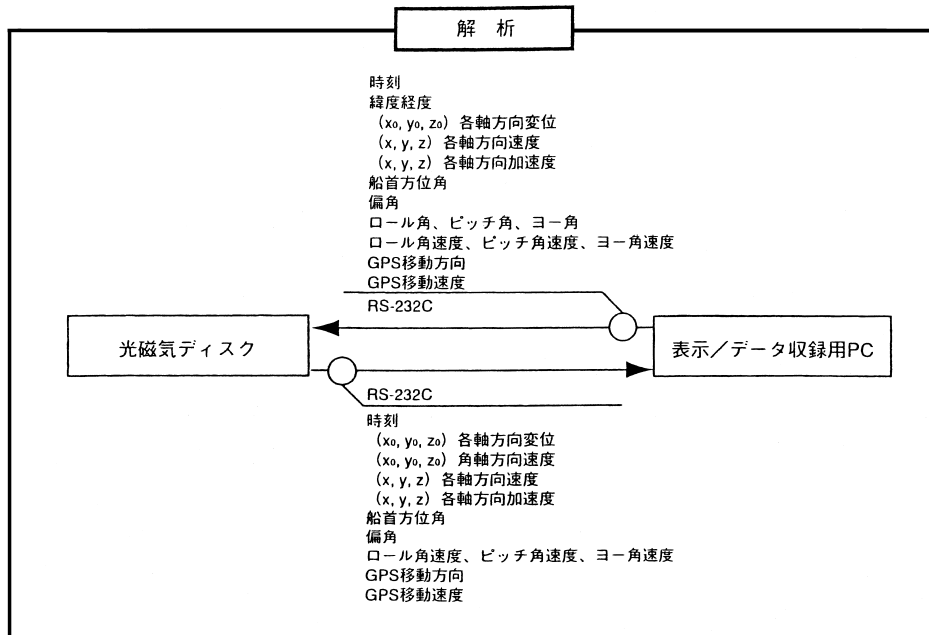 解 析
時刻
緯度経度
(x₀, y₀, z₀) 各軸方向変位
(x, y, z) 各軸方向速度
(x, y, z) 各軸方向加速度
船首方位角
偏角
ロール角、ピッチ角、ヨー角
ロール角速度、ピッチ角速度、ヨー角速度
GPS移動方向
GPS移動速度
RS-232C
光磁気ディスク
表示／データ収録用PC
RS-232C
時刻
(x₀, y₀, z₀) 各軸方向変位
(x₀, y₀, z₀) 角軸方向速度
(x, y, z) 各軸方向速度
(x, y, z) 各軸方向加速度
船首方位角
偏角
ロール角速度、ピッチ角速度、ヨー角速度
GPS移動方向
GPS移動速度